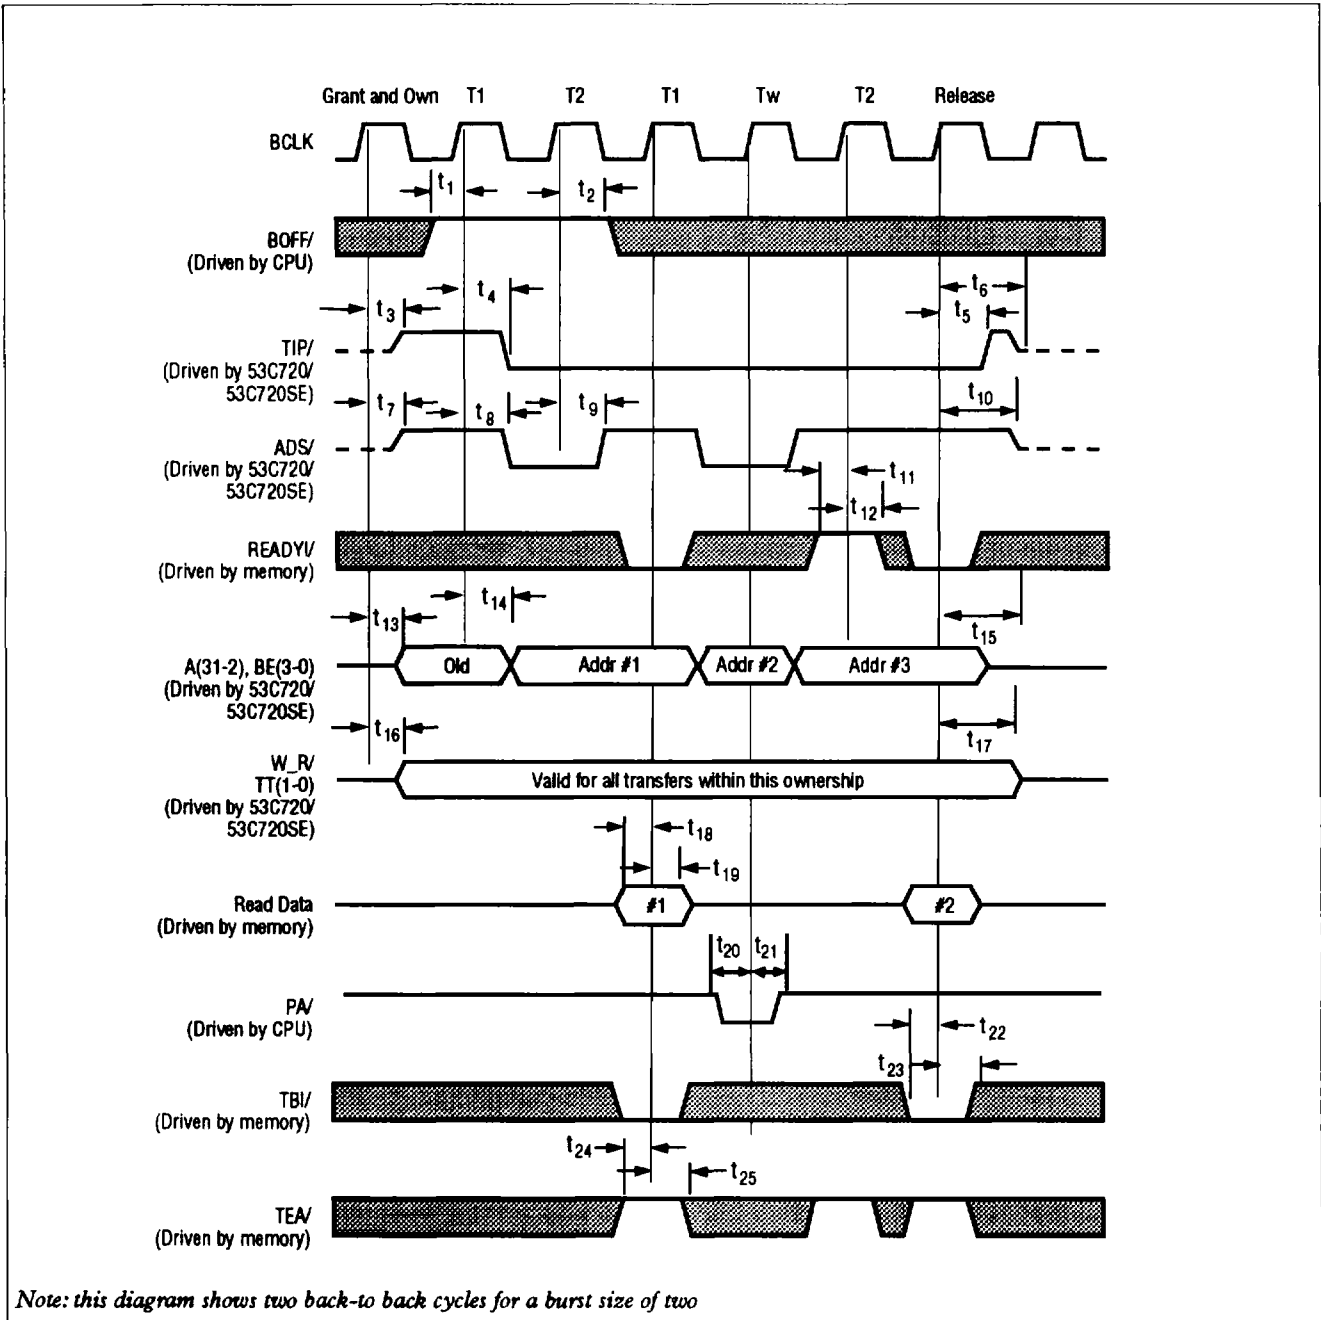 Grant and Own T1 T2 T1 Tw T2 Release
BCLK
t1 t2
BOFF/
(Driven by CPU)
t3 t4 t5 t6
TIP/
(Driven by 53C720/
53C720SE)
t7 t8 t9 t10
ADS/
(Driven by 53C720/
53C720SE)
t11
t12
READYI/
(Driven by memory)
t13 t14 t15
A(31-2), BE(3-0)
(Driven by 53C720/
53C720SE)
Old Addr #1 Addr #2 Addr #3
t16 t17
W_R/
TT(1-0)
(Driven by 53C720/
53C720SE)
Valid for all transfers within this ownership
t18
t19
Read Data
(Driven by memory)
#1 #2
t20 t21
PA/
(Driven by CPU)
t22
t23
TBI/
(Driven by memory)
t24
t25
TEA/
(Driven by memory)
Note: this diagram shows two back-to back cycles for a burst size of two